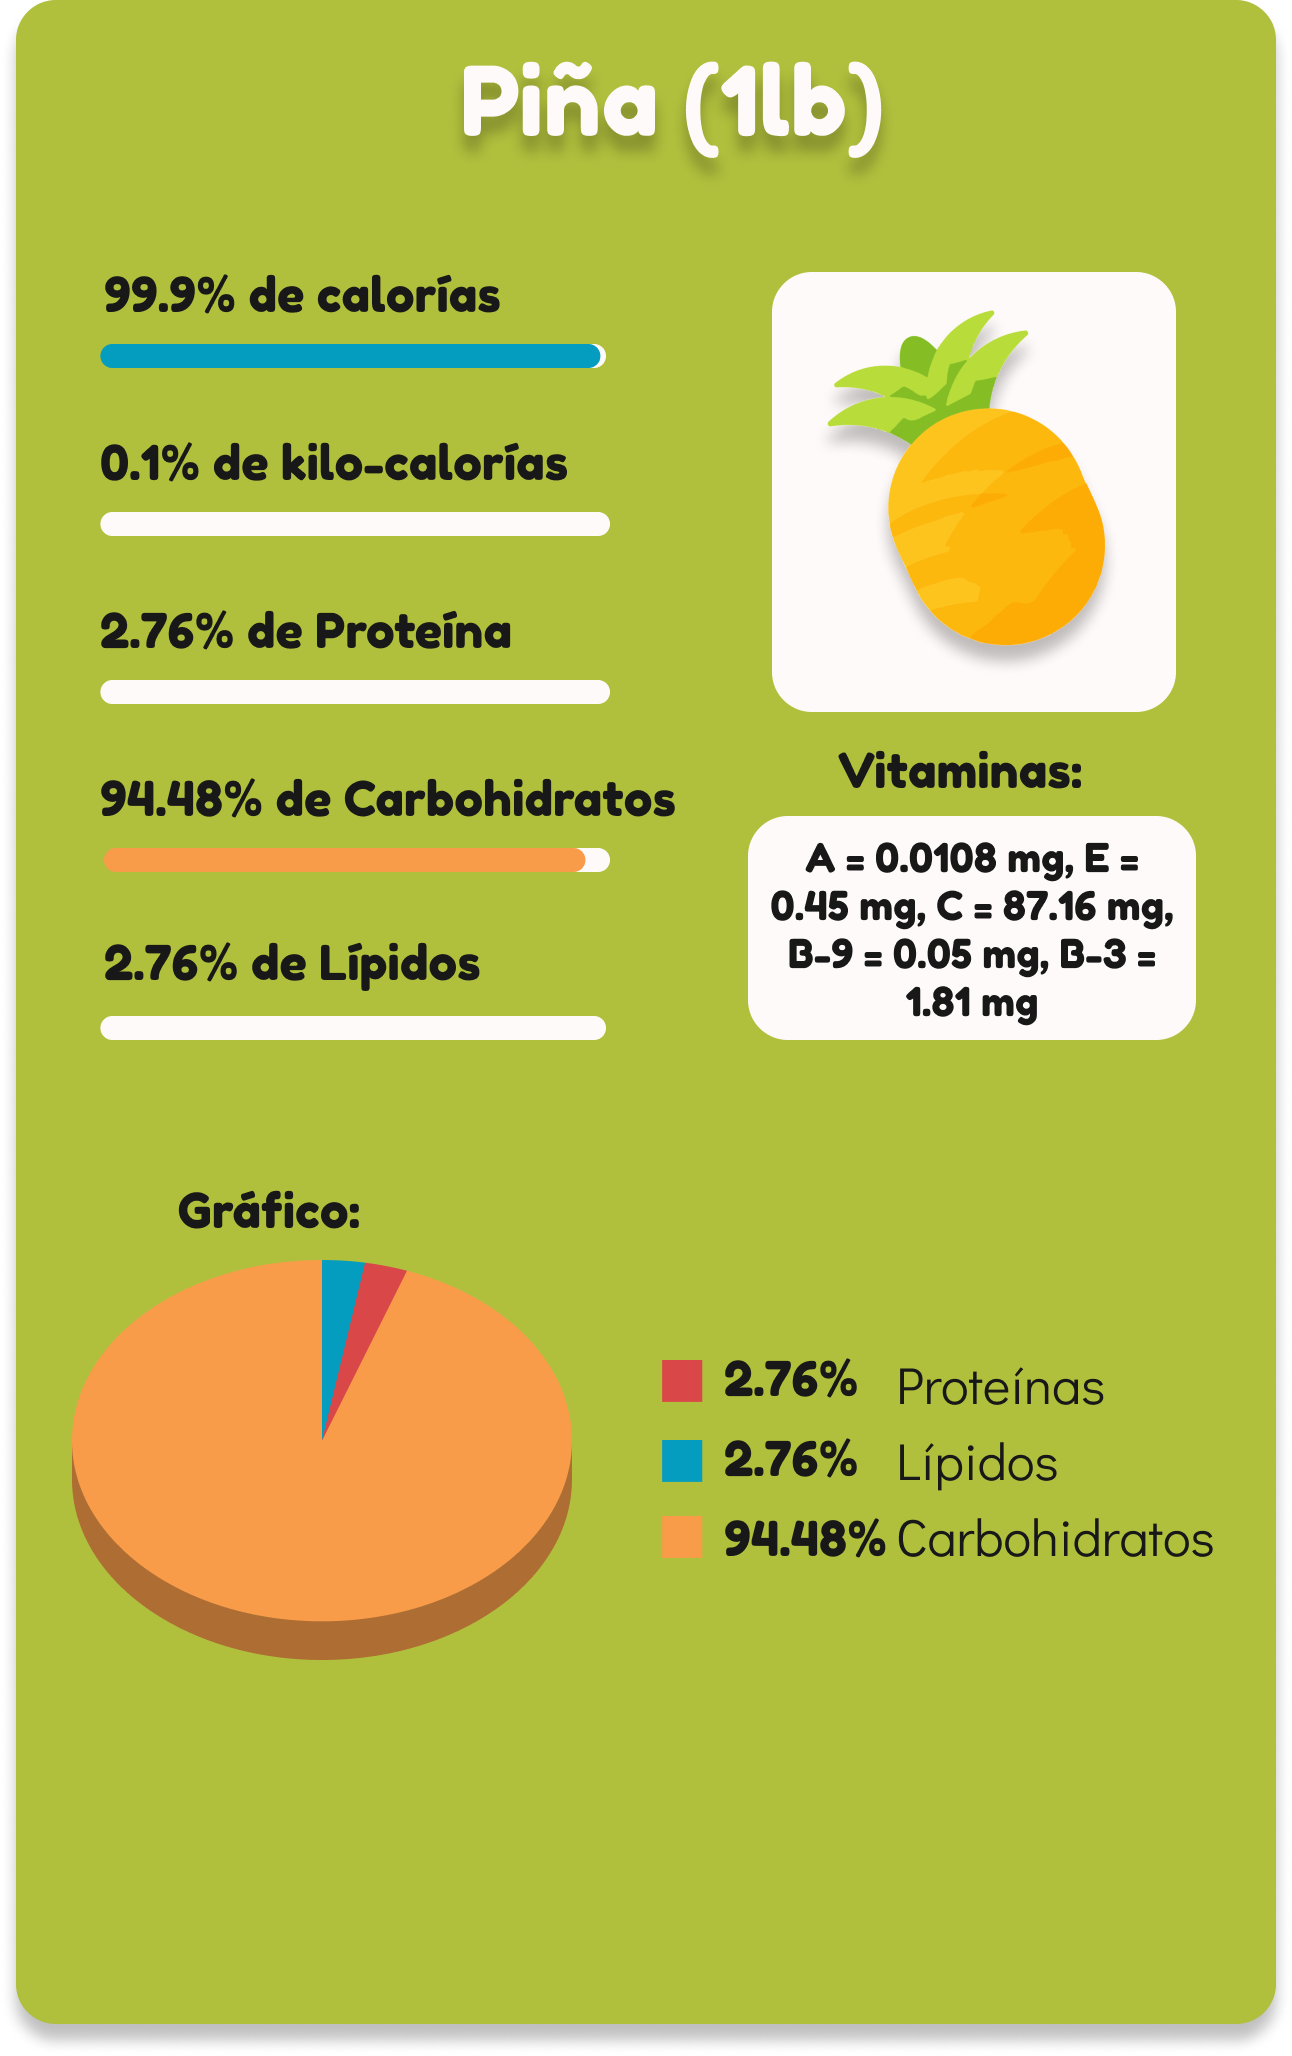 Piña (1lb)
99.9% de calorías
0.1% de kilo-calorías
2.76% de Proteína
94.48% de Carbohidratos
2.76% de Lípidos
Vitaminas:
A = 0.0108 mg, E =
0.45 mg, C = 87.16 mg,
B-9 = 0.05 mg, B-3 =
1.81 mg
Gráfico:
2.76% Proteínas
2.76% Lípidos
94.48% Carbohidratos